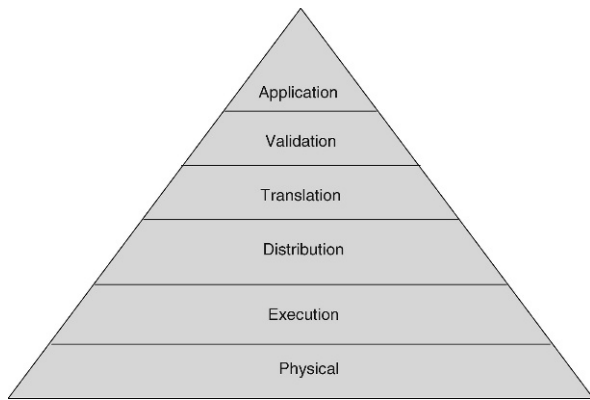 Application
Validation
Translation
Distribution
Execution
Physical